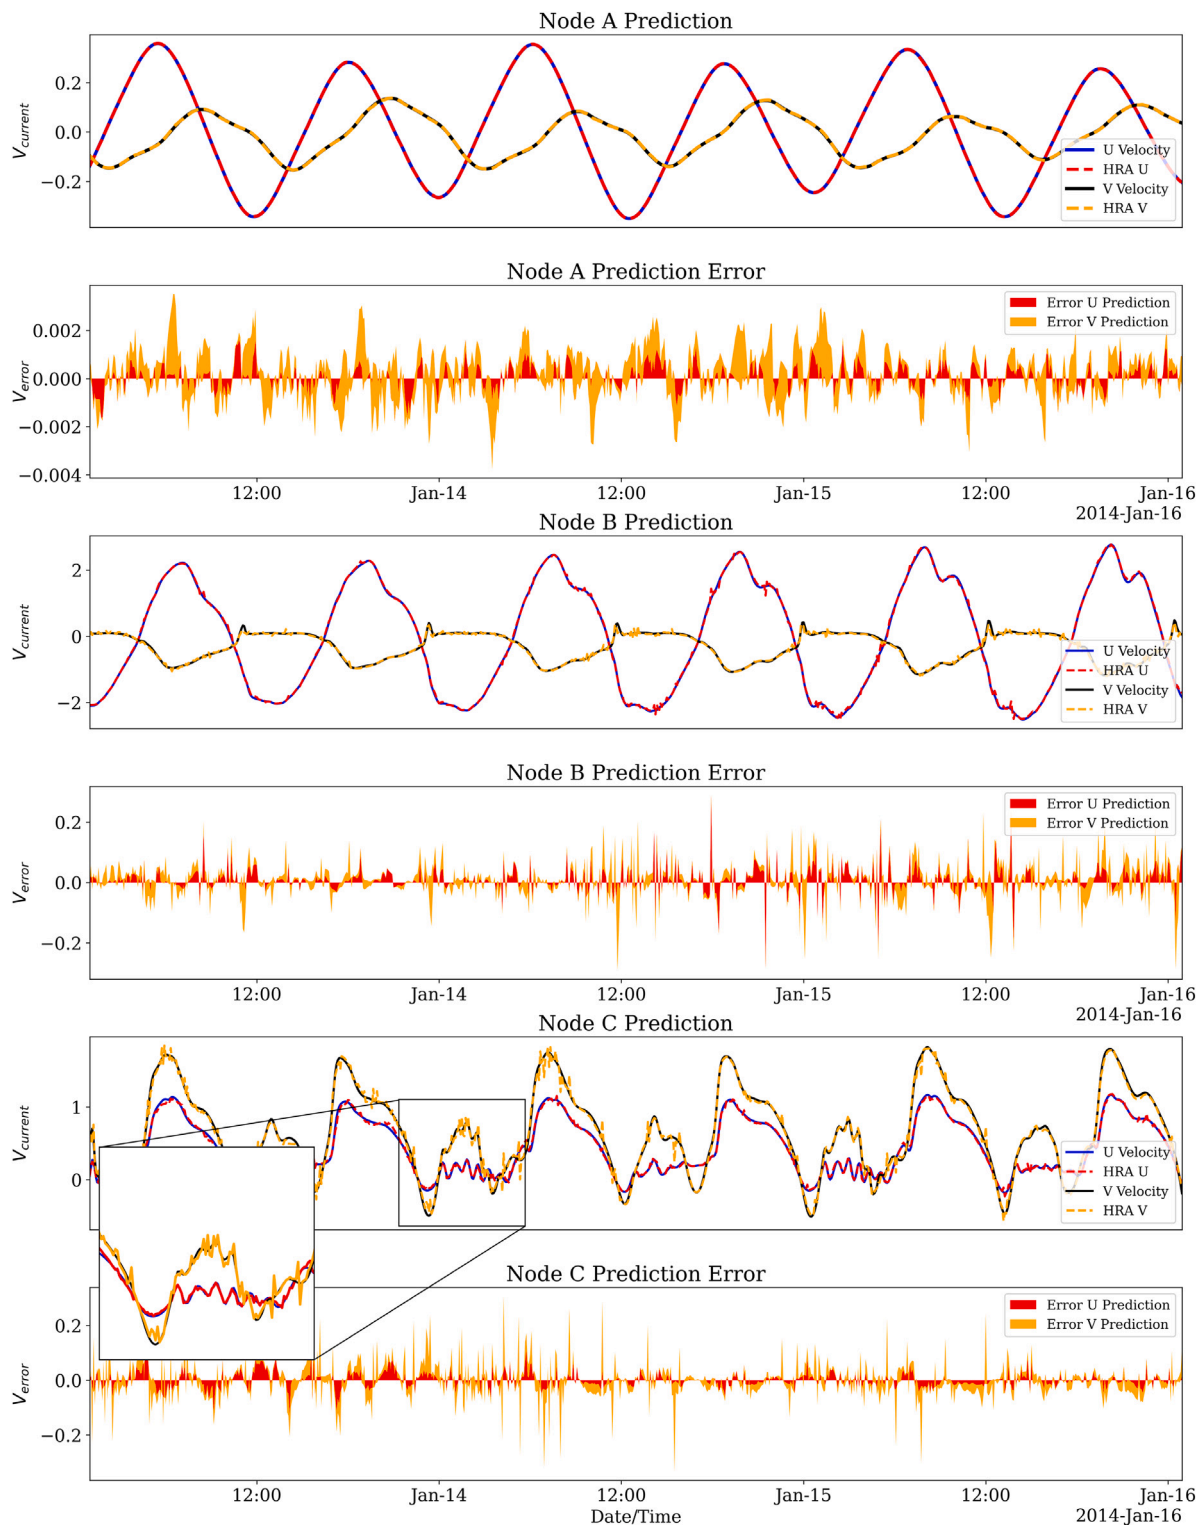 Node A Prediction
V_current
0.2
0.0
−0.2
U Velocity
HRA U
V Velocity
HRA V
Node A Prediction Error
V_error
0.002
0.000
−0.002
−0.004
Error U Prediction
Error V Prediction
12:00 Jan-14 12:00 Jan-15 12:00 Jan-16
2014-Jan-16
Node B Prediction
V_current
2
0
−2
U Velocity
HRA U
V Velocity
HRA V
Node B Prediction Error
V_error
0.2
0.0
−0.2
Error U Prediction
Error V Prediction
12:00 Jan-14 12:00 Jan-15 12:00 Jan-16
2014-Jan-16
Node C Prediction
V_current
1
0
U Velocity
HRA U
V Velocity
HRA V
Node C Prediction Error
V_error
0.2
0.0
−0.2
Error U Prediction
Error V Prediction
12:00 Jan-14 12:00 Jan-15 12:00 Jan-16
Date/Time
2014-Jan-16